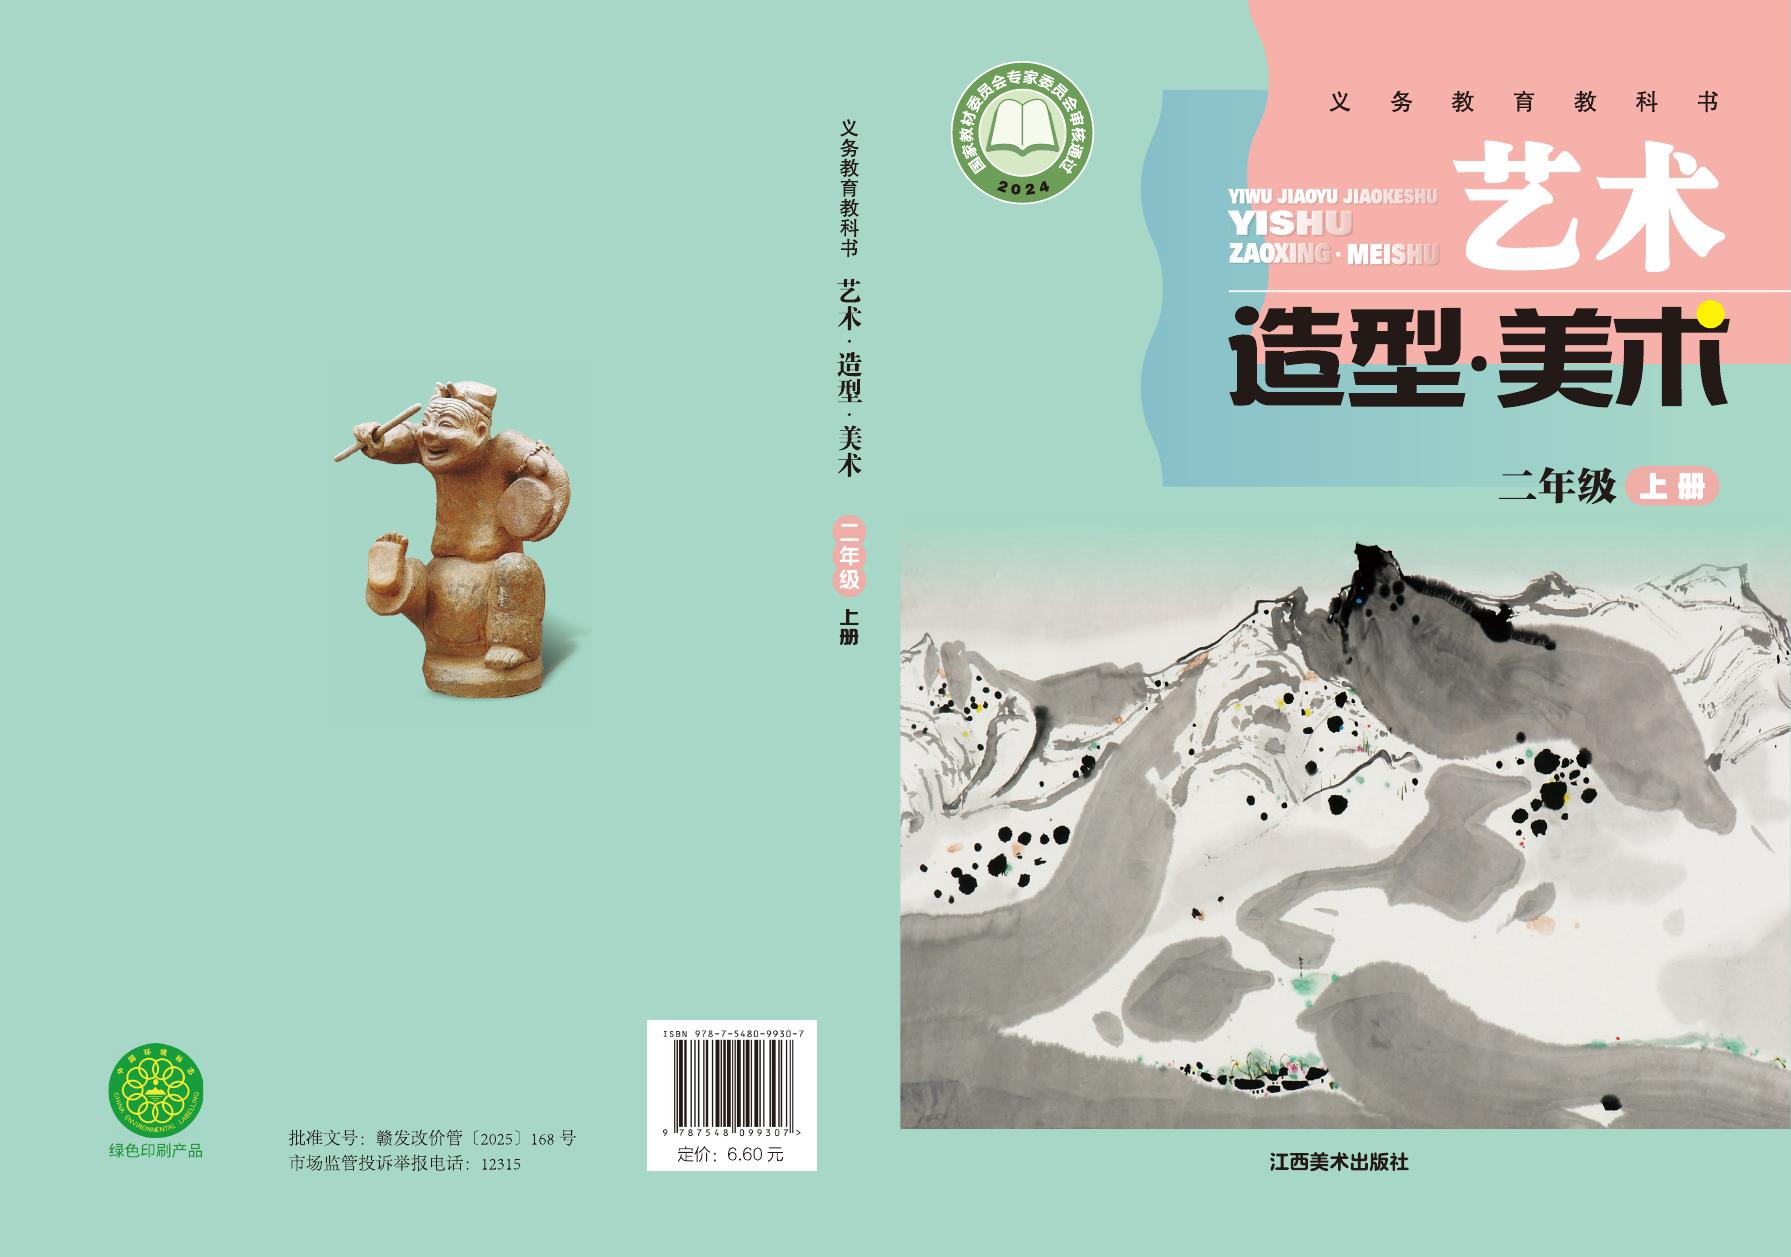 义务教育教科书
艺术
YIWU JIAOYU JIAOKESHU
YISHU
ZAOXING·MEISHU
造型·美术
二年级 上册
国家教材委员会专家委员会审核通过
2024
江西美术出版社
义务教育教科书 艺术·造型·美术 二年级 上册
中国环境标志
CHINA ENVIRONMENTAL LABELLING
绿色印刷产品
批准文号：赣发改价管〔2025〕168 号
市场监管投诉举报电话：12315
ISBN 978-7-5480-9930-7
9 787548 099307 >
定价：6.60 元